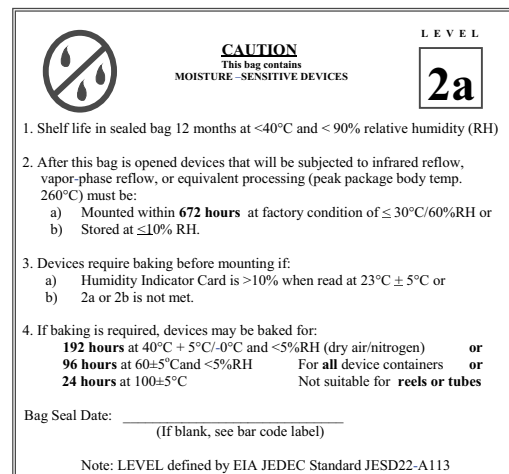 LEVEL
CAUTION
This bag contains
MOISTURE –SENSITIVE DEVICES
2a
1. Shelf life in sealed bag 12 months at <40°C and < 90% relative humidity (RH)
2. After this bag is opened devices that will be subjected to infrared reflow,
vapor-phase reflow, or equivalent processing (peak package body temp.
260°C) must be:
a) Mounted within 672 hours at factory condition of ≤ 30°C/60%RH or
b) Stored at ≤10% RH.
3. Devices require baking before mounting if:
a) Humidity Indicator Card is >10% when read at 23°C ± 5°C or
b) 2a or 2b is not met.
4. If baking is required, devices may be baked for:
192 hours at 40°C + 5°C/-0°C and <5%RH (dry air/nitrogen) or
96 hours at 60±5°Cand <5%RH For all device containers or
24 hours at 100±5°C Not suitable for reels or tubes
Bag Seal Date: ______________________________
(If blank, see bar code label)
Note: LEVEL defined by EIA JEDEC Standard JESD22-A113